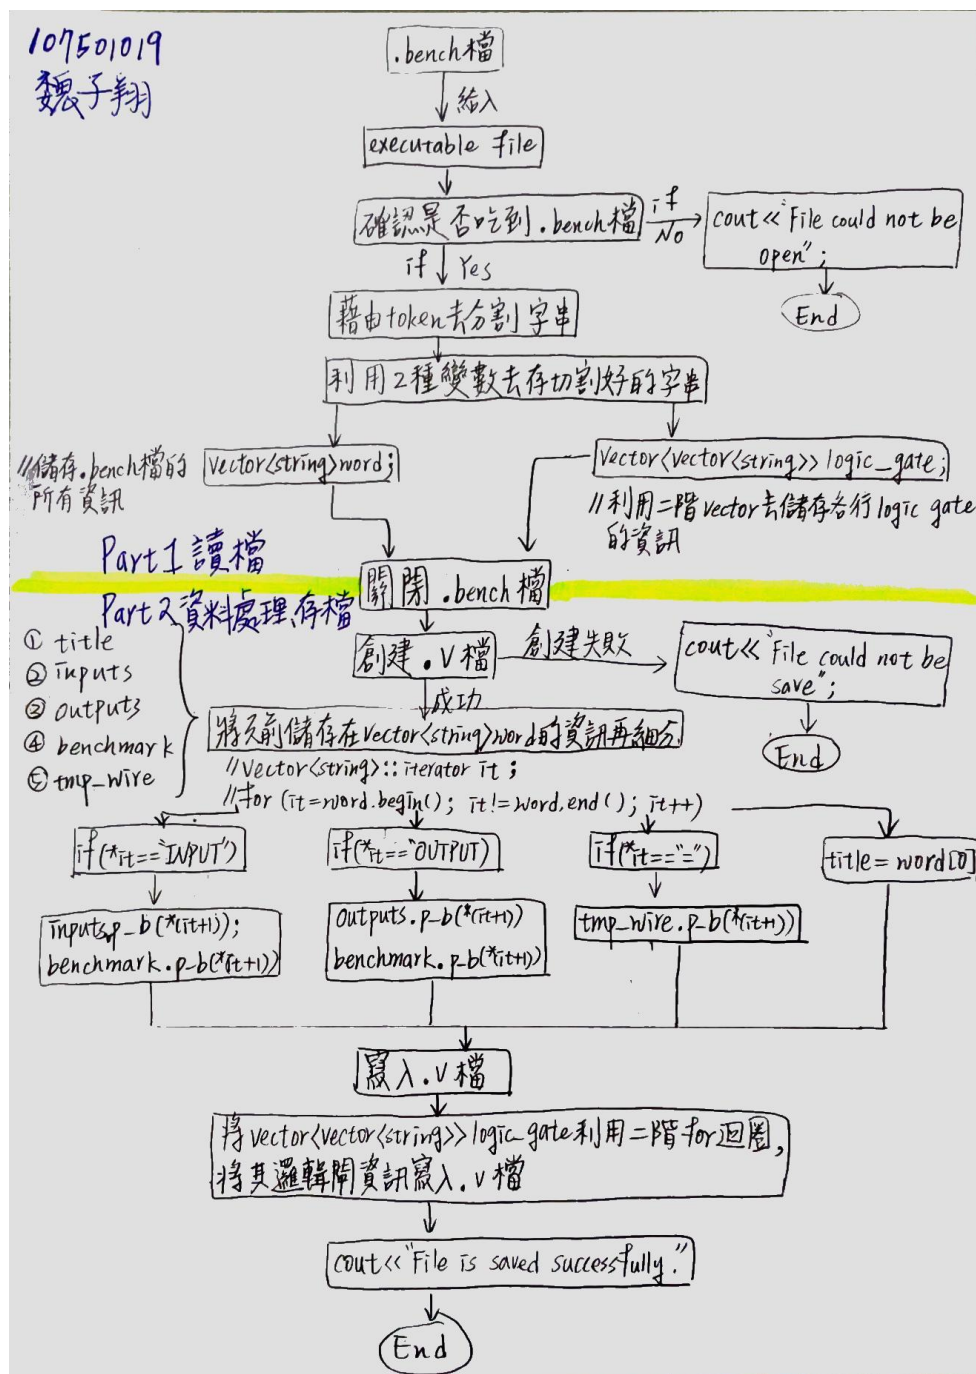 107501019
魏子翔
.bench檔
給入
executable file
確認是否吃到.bench檔
if
No
cout<<"File could not be
open";
End
if Yes
藉由token去分割字串
利用2種變數去存切割好的字串
//儲存.bench檔的
所有資訊
vector<string>word;
vector<vector<string>>logic_gate;
//利用二階vector去儲存各行logic gate
的資訊
Part1 讀檔
關閉.bench檔
Part2 資料處理、存檔
① title
② inputs
③ outputs
④ benchmark
⑤ tmp_wire
創建.v檔
創建失敗
cout<<"File could not be
save";
End
成功
將先前儲存在vector<string>word的資訊再細分.
//vector<string>::iterator it;
//for(it=word.begin(); it!=word.end(); it++)
if(*it=="INPUT")
if(*it=="OUTPUT)
if(*it=="=")
title=word[0]
inputs.p_b(*(it+1));
benchmark.p-b(*(it+1))
outputs.p-b(*(it+1))
benchmark.p-b(*(it+1))
tmp_wire.p-b(*(it+1))
寫入.v檔
將vector<vector<string>>logic_gate利用二階for迴圈,
將其邏輯閘資訊寫入.v檔
cout<<"File is saved successfully."
End